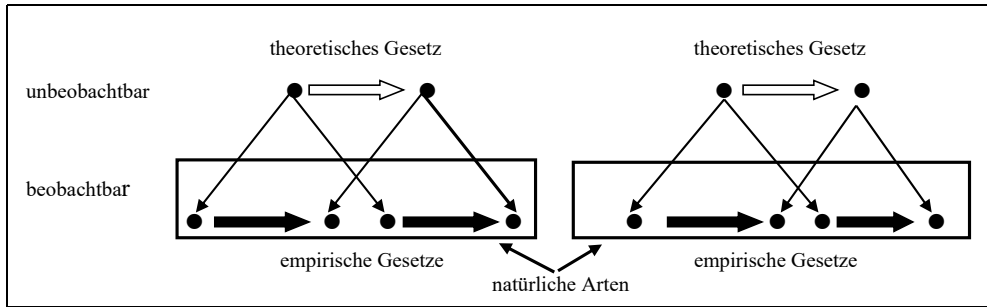 theoretisches Gesetz
theoretisches Gesetz
unbeobachtbar
beobachtbar
empirische Gesetze
empirische Gesetze
natürliche Arten